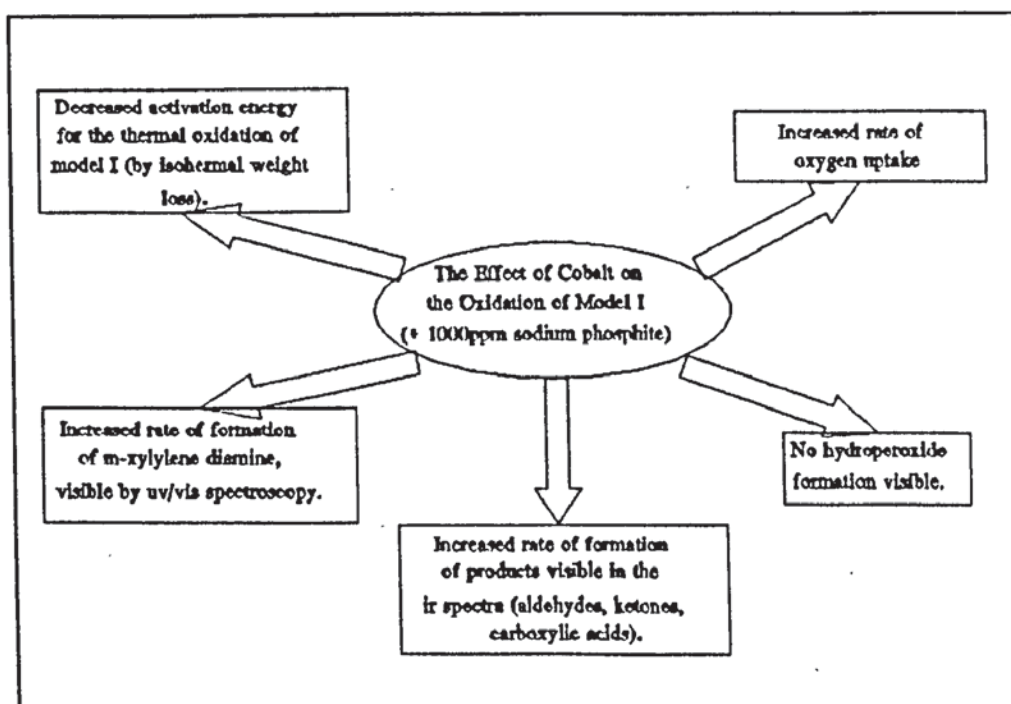 Decreased activation energy
for the thermal oxidation of
model I (by isohermal weight
loss).
Increased rate of
oxygen uptake
The Effect of Cobalt on
the Oxidation of Model I
(+ 1000ppm sodium phosphite)
Increased rate of formation
of m-xylylene diamine,
visible by uv/vis spectroscopy.
No hydroperoxide
formation visible.
Increased rate of formation
of products visible in the
ir spectra (aldehydes, ketones,
carboxylic acids).